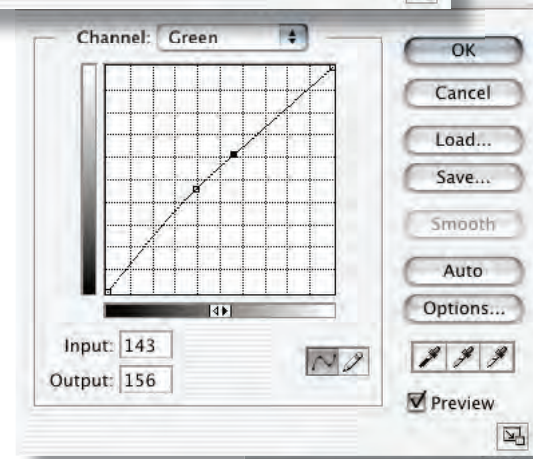 Channel: Green
OK
Cancel
Load...
Save...
Smooth
Auto
Options...
Input: 143
Output: 156
Preview